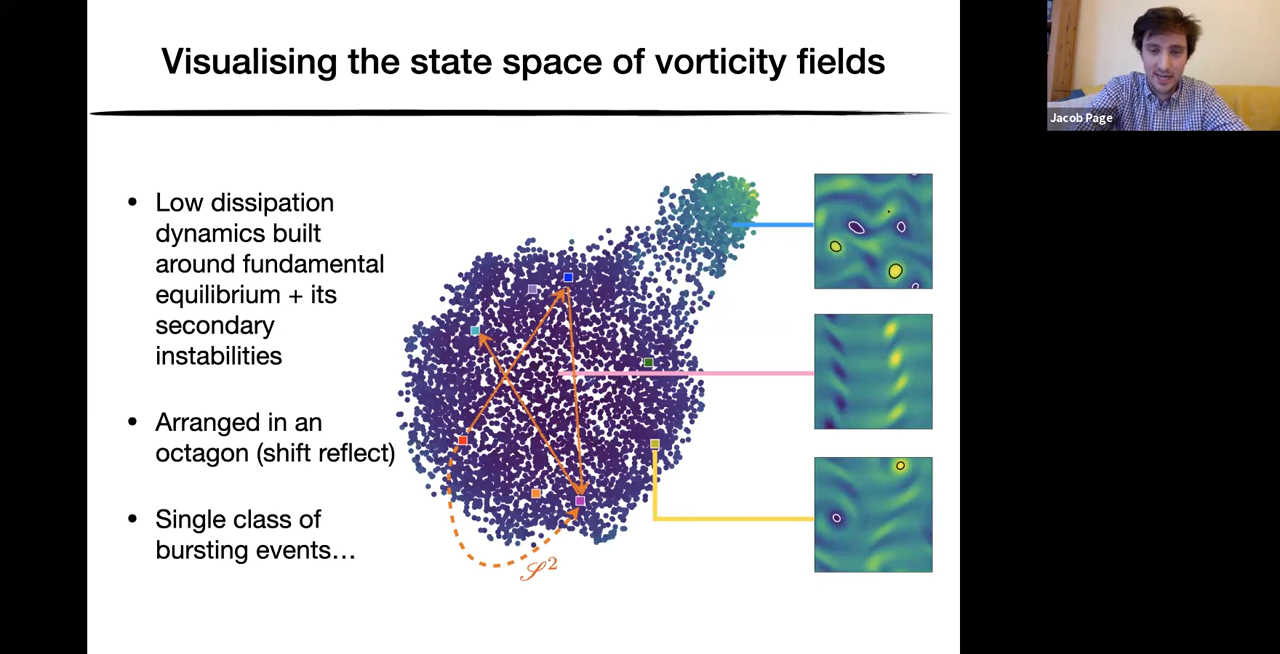 Visualising the state space of vorticity fields
Jacob Page
• Low dissipation
dynamics built
around fundamental
equilibrium + its
secondary
instabilities
• Arranged in an
octagon (shift reflect)
• Single class of
bursting events…
𝒮²